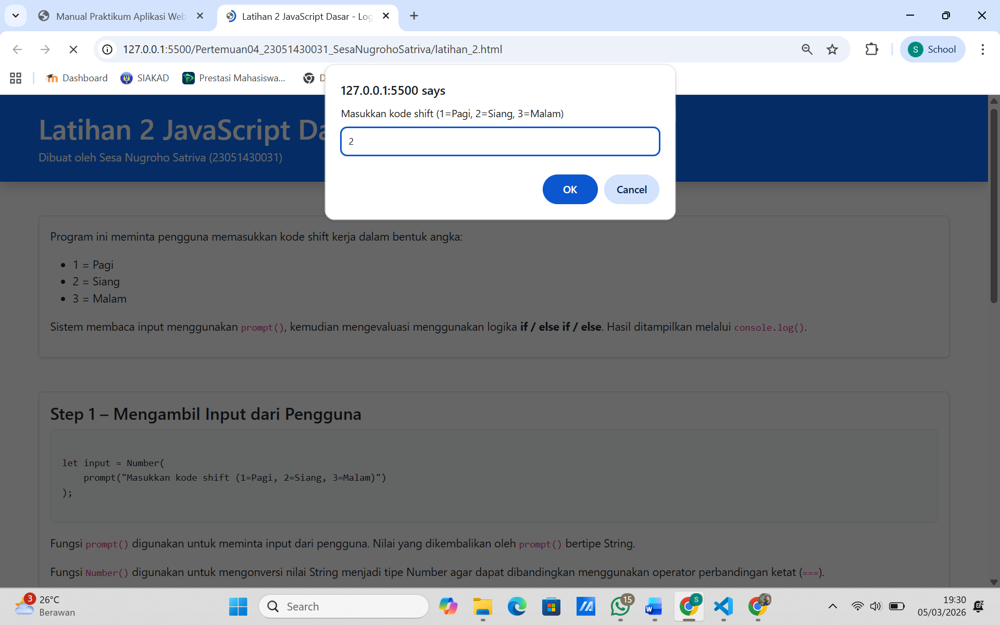 Manual Praktikum Aplikasi Web
Latihan 2 JavaScript Dasar - Log
127.0.0.1:5500/Pertemuan04_23051430031_SesaNugrohoSatriva/latihan_2.html
S School
Dashboard
SIAKAD
Prestasi Mahasiswa...
D
127.0.0.1:5500 says
Masukkan kode shift (1=Pagi, 2=Siang, 3=Malam)
2
OK
Cancel
Latihan 2 JavaScript Da
Dibuat oleh Sesa Nugroho Satriva (23051430031)
Program ini meminta pengguna memasukkan kode shift kerja dalam bentuk angka:
• 1 = Pagi
• 2 = Siang
• 3 = Malam
Sistem membaca input menggunakan prompt(), kemudian mengevaluasi menggunakan logika if / else if / else. Hasil ditampilkan melalui console.log().
Step 1 – Mengambil Input dari Pengguna
let input = Number(
    prompt("Masukkan kode shift (1=Pagi, 2=Siang, 3=Malam)")
);
Fungsi prompt() digunakan untuk meminta input dari pengguna. Nilai yang dikembalikan oleh prompt() bertipe String.
Fungsi Number() digunakan untuk mengonversi nilai String menjadi tipe Number agar dapat dibandingkan menggunakan operator perbandingan ketat (===).
3
26°C
Berawan
Search
15
W
S
19:30
05/03/2026